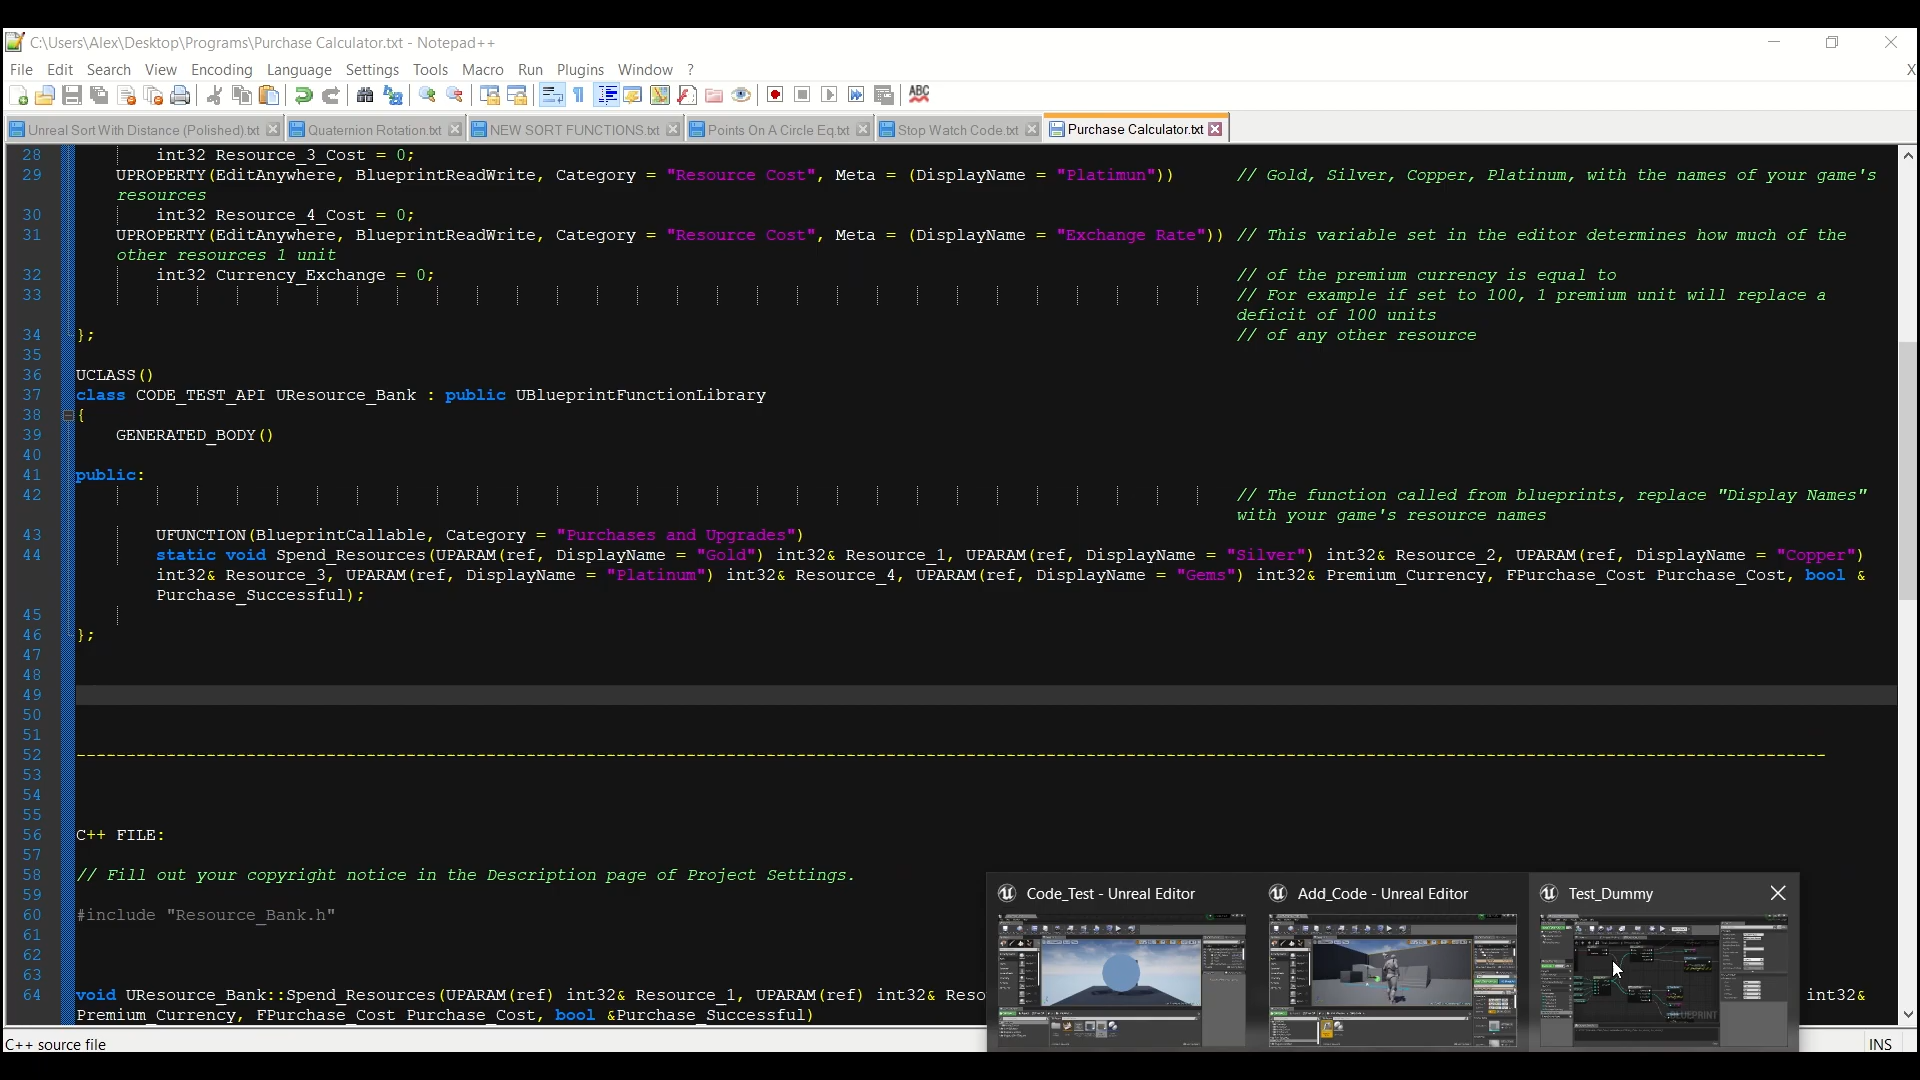 C:\Users\Alex\Desktop\Programs\Purchase Calculator.txt - Notepad++
File Edit Search View Encoding Language Settings Tools Macro Run Plugins Window ? X
ABC
Unreal Sort With Distance (Polished).txt Quaternion Rotation.txt NEW SORT FUNCTIONS.txt Points On A Circle Eq.txt Stop Watch Code.txt Purchase Calculator.txt
28 int32 Resource_3_Cost = 0;
29 UPROPERTY(EditAnywhere, BlueprintReadWrite, Category = "Resource Cost", Meta = (DisplayName = "Platimun")) // Gold, Silver, Copper, Platinum, with the names of your game's
resources
30 int32 Resource_4_Cost = 0;
31 UPROPERTY(EditAnywhere, BlueprintReadWrite, Category = "Resource Cost", Meta = (DisplayName = "Exchange Rate")) // This variable set in the editor determines how much of the
other resources 1 unit
32 int32 Currency_Exchange = 0; // of the premium currency is equal to
33 // For example if set to 100, 1 premium unit will replace a
deficit of 100 units
34 }; // of any other resource
35
36 UCLASS()
37 class CODE_TEST_API UResource_Bank : public UBlueprintFunctionLibrary
38 {
39 GENERATED_BODY()
40
41 public:
42 // The function called from blueprints, replace "Display Names"
with your game's resource names
43 UFUNCTION(BlueprintCallable, Category = "Purchases and Upgrades")
44 static void Spend_Resources(UPARAM(ref, DisplayName = "Gold") int32& Resource_1, UPARAM(ref, DisplayName = "Silver") int32& Resource_2, UPARAM(ref, DisplayName = "Copper")
int32& Resource_3, UPARAM(ref, DisplayName = "Platinum") int32& Resource_4, UPARAM(ref, DisplayName = "Gems") int32& Premium_Currency, FPurchase_Cost Purchase_Cost, bool &
Purchase_Successful);
45
46 };
47
48
49
50
51
52 --------------------------------------------------------------------------------
53
54
55
56 C++ FILE:
57
58 // Fill out your copyright notice in the Description page of Project Settings.
59
60 #include "Resource_Bank.h"
61
62
63
64 void UResource_Bank::Spend_Resources(UPARAM(ref) int32& Resource_1, UPARAM(ref) int32& Reso int32&
Premium_Currency, FPurchase_Cost Purchase_Cost, bool &Purchase_Successful)
Code_Test - Unreal Editor Add_Code - Unreal Editor Test_Dummy
BLUEPRINT
C++ source file INS